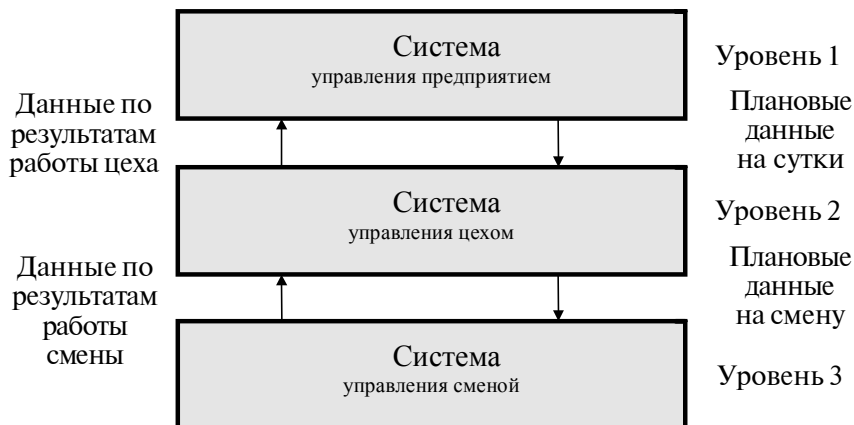 Система
управления предприятием
Уровень 1
Данные по
результатам
работы цеха
Плановые
данные
на сутки
Система
управления цехом
Уровень 2
Данные по
результатам
работы
смены
Плановые
данные
на смену
Система
управления сменой
Уровень 3